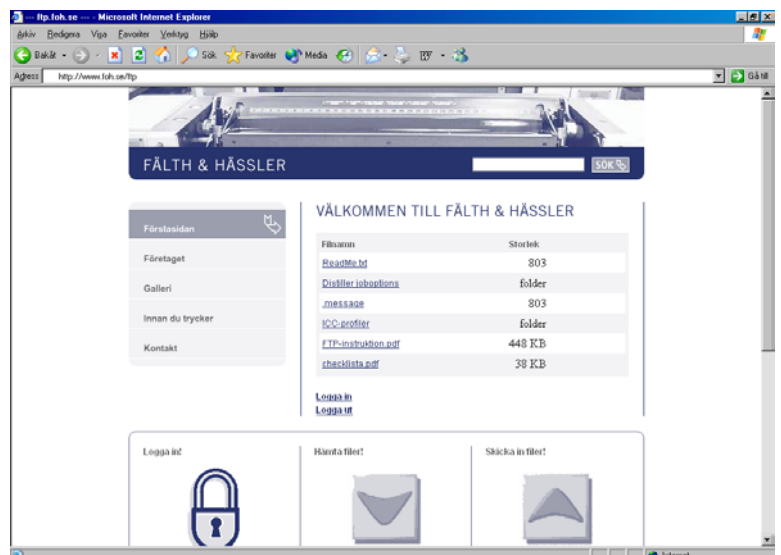 --- ftp.foh.se --- - Microsoft Internet Explorer
Arkiv Redigera Visa Favoriter Verktyg Hjälp
Bakåt Sök Favoriter Media
Adress http://www.foh.se/ftp Gå till
FÄLTH & HÄSSLER SÖK
VÄLKOMMEN TILL FÄLTH & HÄSSLER
Förstasidan
Företaget
Galleri
Innan du trycker
Kontakt
Filnamn Storlek
ReadMe.txt 803
Distiller joboptions folder
.message 803
ICC-profiler folder
FTP-instruktion.pdf 448 KB
checklista.pdf 38 KB
Logga in
Logga ut
Logga in! Hämta filer! Skicka in filer!
Internet